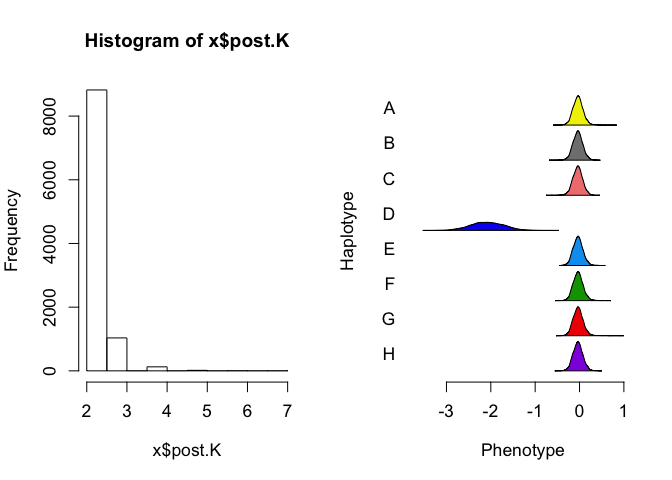 Histogram of x$post.K
Frequency
0
2000
4000
6000
8000
2 3 4 5 6 7
x$post.K
Haplotype
A
B
C
D
E
F
G
H
-3 -2 -1 0 1
Phenotype